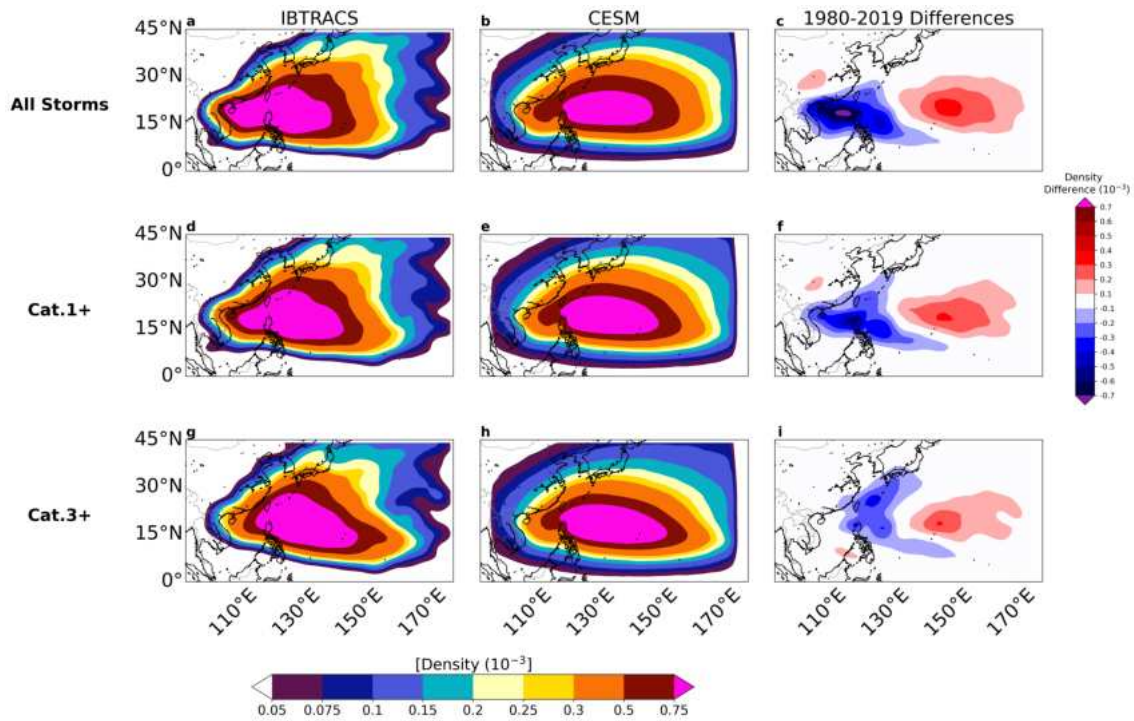 IBTRACS
CESM
1980-2019 Differences
a
b
c
All Storms
45°N
30°N
15°N
0°
Density
Difference (10⁻³)
0.7
0.6
0.5
0.4
0.3
0.2
0.1
-0.1
-0.2
-0.3
-0.4
-0.5
-0.6
-0.7
d
e
f
Cat.1+
45°N
30°N
15°N
0°
g
h
i
Cat.3+
45°N
30°N
15°N
0°
110°E
130°E
150°E
170°E
110°E
130°E
150°E
170°E
110°E
130°E
150°E
170°E
[Density (10⁻³]
0.05
0.075
0.1
0.15
0.2
0.25
0.3
0.5
0.75